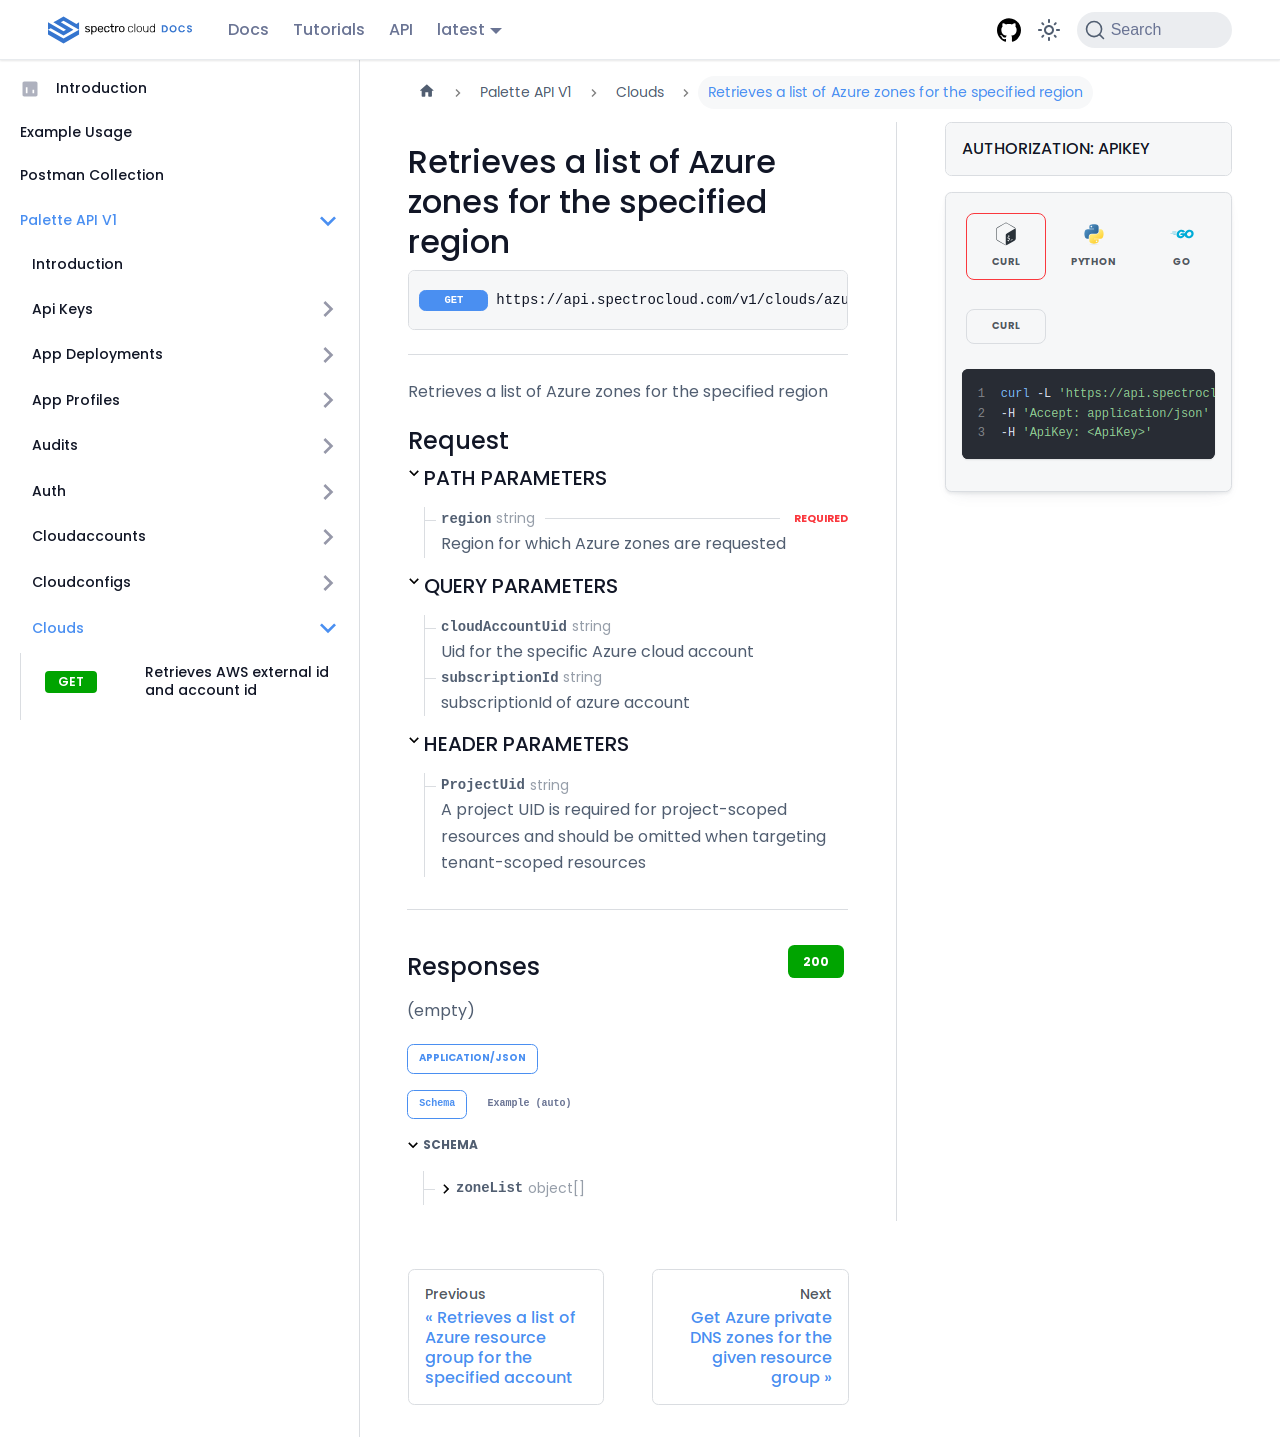 spectro cloud DOCS
Docs
Tutorials
API
latest
Search
Introduction
Example Usage
Postman Collection
Palette API V1
Introduction
Api Keys
App Deployments
App Profiles
Audits
Auth
Cloudaccounts
Cloudconfigs
Clouds
GET
Retrieves AWS external id
and account id
Palette API V1
Clouds
Retrieves a list of Azure zones for the specified region
Retrieves a list of Azure
zones for the specified
region
GET https://api.spectrocloud.com/v1/clouds/azu
Retrieves a list of Azure zones for the specified region
Request
PATH PARAMETERS
region string REQUIRED
Region for which Azure zones are requested
QUERY PARAMETERS
cloudAccountUid string
Uid for the specific Azure cloud account
subscriptionId string
subscriptionId of azure account
HEADER PARAMETERS
ProjectUid string
A project UID is required for project-scoped
resources and should be omitted when targeting
tenant-scoped resources
Responses
200
(empty)
APPLICATION/JSON
Schema
Example (auto)
SCHEMA
zoneList object[]
Previous
« Retrieves a list of
Azure resource
group for the
specified account
Next
Get Azure private
DNS zones for the
given resource
group »
AUTHORIZATION: APIKEY
CURL
PYTHON
GO
GO
CURL
1 curl -L 'https://api.spectrocl
2 -H 'Accept: application/json'
3 -H 'ApiKey: <ApiKey>'